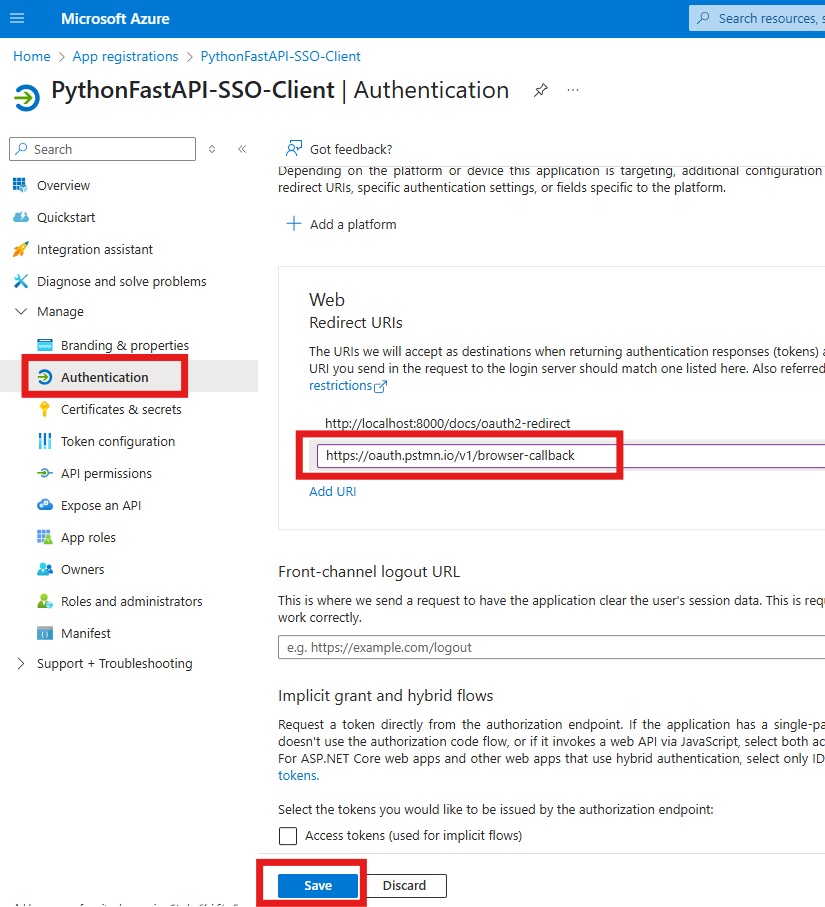 Microsoft Azure
Search resources, s
Home > App registrations > PythonFastAPI-SSO-Client
PythonFastAPI-SSO-Client | Authentication
Search
Got feedback?
Overview
Quickstart
Integration assistant
Diagnose and solve problems
Manage
Branding & properties
Authentication
Certificates & secrets
Token configuration
API permissions
Expose an API
App roles
Owners
Roles and administrators
Manifest
Support + Troubleshooting
Depending on the platform or device this application is targeting, additional configuration
redirect URIs, specific authentication settings, or fields specific to the platform.
Add a platform
Web
Redirect URIs
The URIs we will accept as destinations when returning authentication responses (tokens) a
URI you send in the request to the login server should match one listed here. Also referred
restrictions
http://localhost:8000/docs/oauth2-redirect
https://oauth.pstmn.io/v1/browser-callback
Add URI
Front-channel logout URL
This is where we send a request to have the application clear the user's session data. This is requ
work correctly.
e.g. https://example.com/logout
Implicit grant and hybrid flows
Request a token directly from the authorization endpoint. If the application has a single-pa
doesn't use the authorization code flow, or if it invokes a web API via JavaScript, select both ac
For ASP.NET Core web apps and other web apps that use hybrid authentication, select only ID
tokens.
Select the tokens you would like to be issued by the authorization endpoint:
Access tokens (used for implicit flows)
Save
Discard